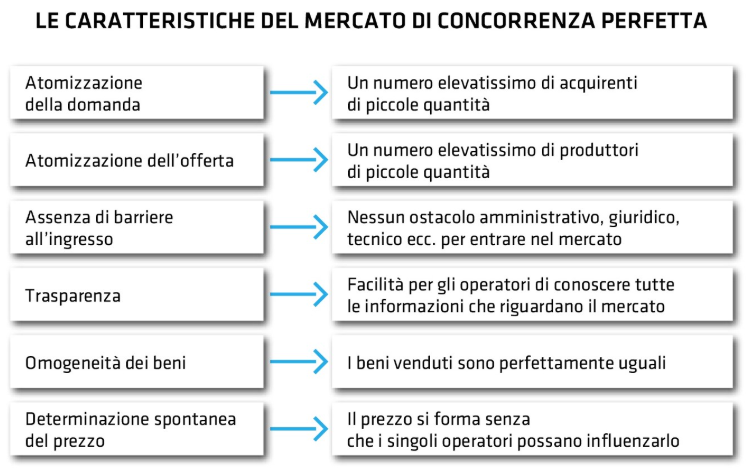 LE CARATTERISTICHE DEL MERCATO DI CONCORRENZA PERFETTA
Atomizzazione
della domanda
Un numero elevatissimo di acquirenti
di piccole quantità
Atomizzazione dell'offerta
Un numero elevatissimo di produttori
di piccole quantità
Assenza di barriere
all'ingresso
Nessun ostacolo amministrativo, giuridico,
tecnico ecc. per entrare nel mercato
Trasparenza
Facilità per gli operatori di conoscere tutte
le informazioni che riguardano il mercato
Omogeneità dei beni
I beni venduti sono perfettamente uguali
Determinazione spontanea
del prezzo
Il prezzo si forma senza
che i singoli operatori possano influenzarlo